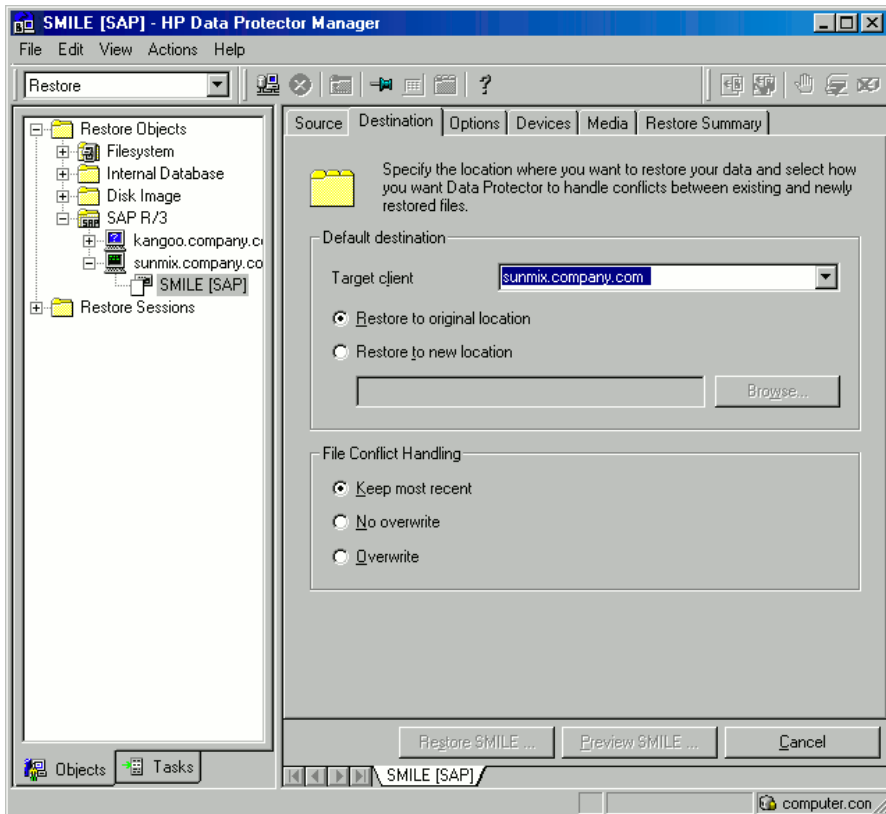 SMILE [SAP] - HP Data Protector Manager
File Edit View Actions Help
Restore
Source Destination Options Devices Media Restore Summary
Restore Objects
Filesystem
Internal Database
Disk Image
SAP R/3
kangoo.company.c
sunmix.company.co
SMILE [SAP]
Restore Sessions
Specify the location where you want to restore your data and select how
you want Data Protector to handle conflicts between existing and newly
restored files.
Default destination
Target client
sunmix.company.com
Restore to original location
Restore to new location
Browse...
File Conflict Handling
Keep most recent
No overwrite
Overwrite
Restore SMILE ...
Preview SMILE ...
Cancel
Objects Tasks
SMILE [SAP]
computer.con